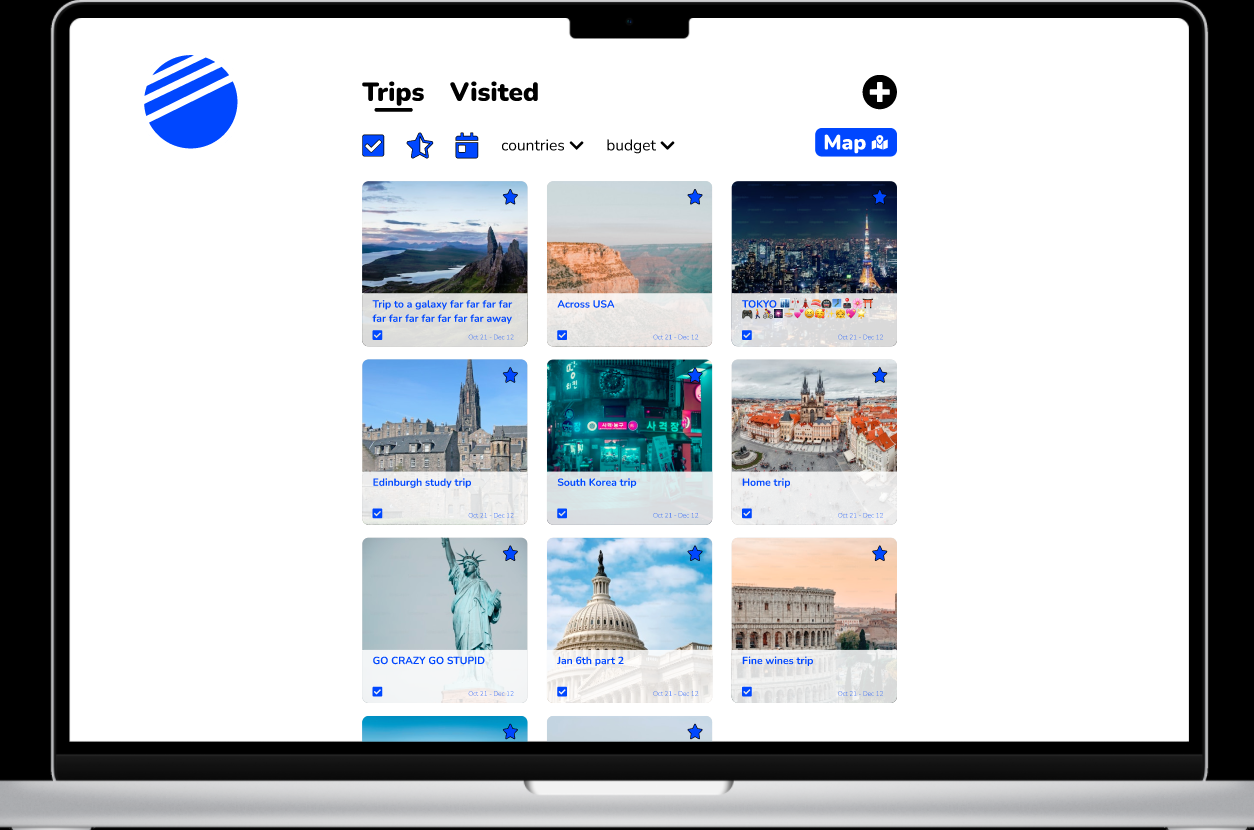 Trips Visited
countries budget Map
Trip to a galaxy far far far far
far far far far far far far away
Oct 21 - Dec 12
Across USA
Oct 21 - Dec 12
TOKYO
Oct 21 - Dec 12
Edinburgh study trip
Oct 21 - Dec 12
사격장
South Korea trip
Oct 21 - Dec 12
Home trip
Oct 21 - Dec 12
GO CRAZY GO STUPID
Oct 21 - Dec 12
Jan 6th part 2
Oct 21 - Dec 12
Fine wines trip
Oct 21 - Dec 12